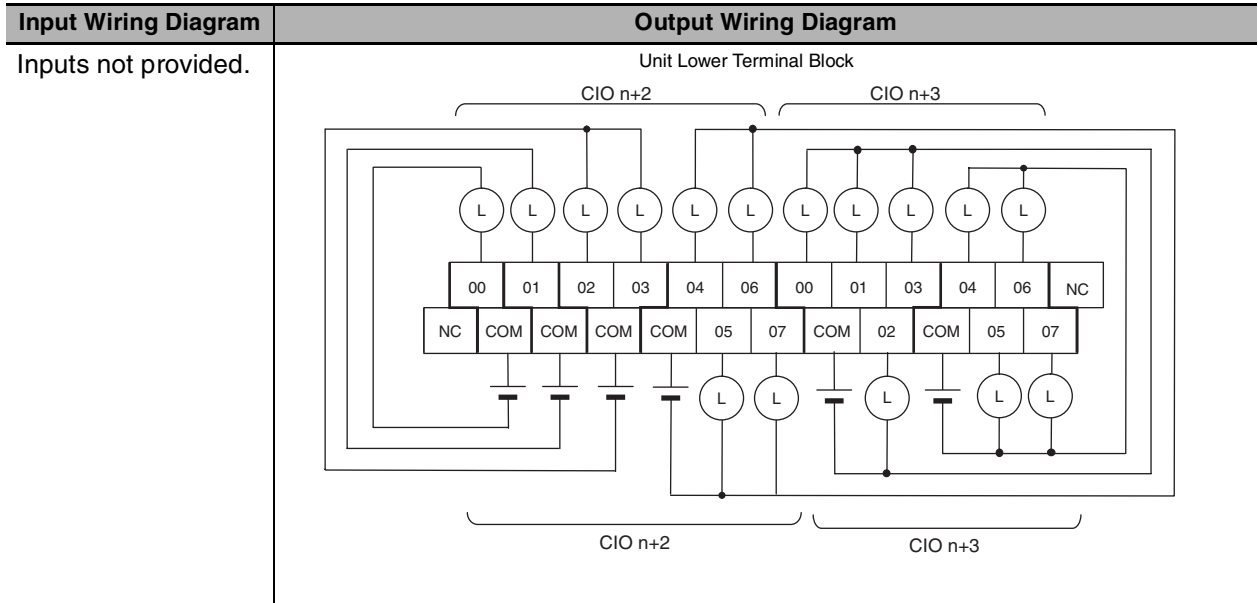 Input Wiring Diagram Output Wiring Diagram
Inputs not provided.
Unit Lower Terminal Block
CIO n+2 CIO n+3
L L L L L L L L L L L
00 01 02 03 04 06 00 01 03 04 06 NC
NC COM COM COM COM 05 07 COM 02 COM 05 07
L L L L L
CIO n+2 CIO n+3